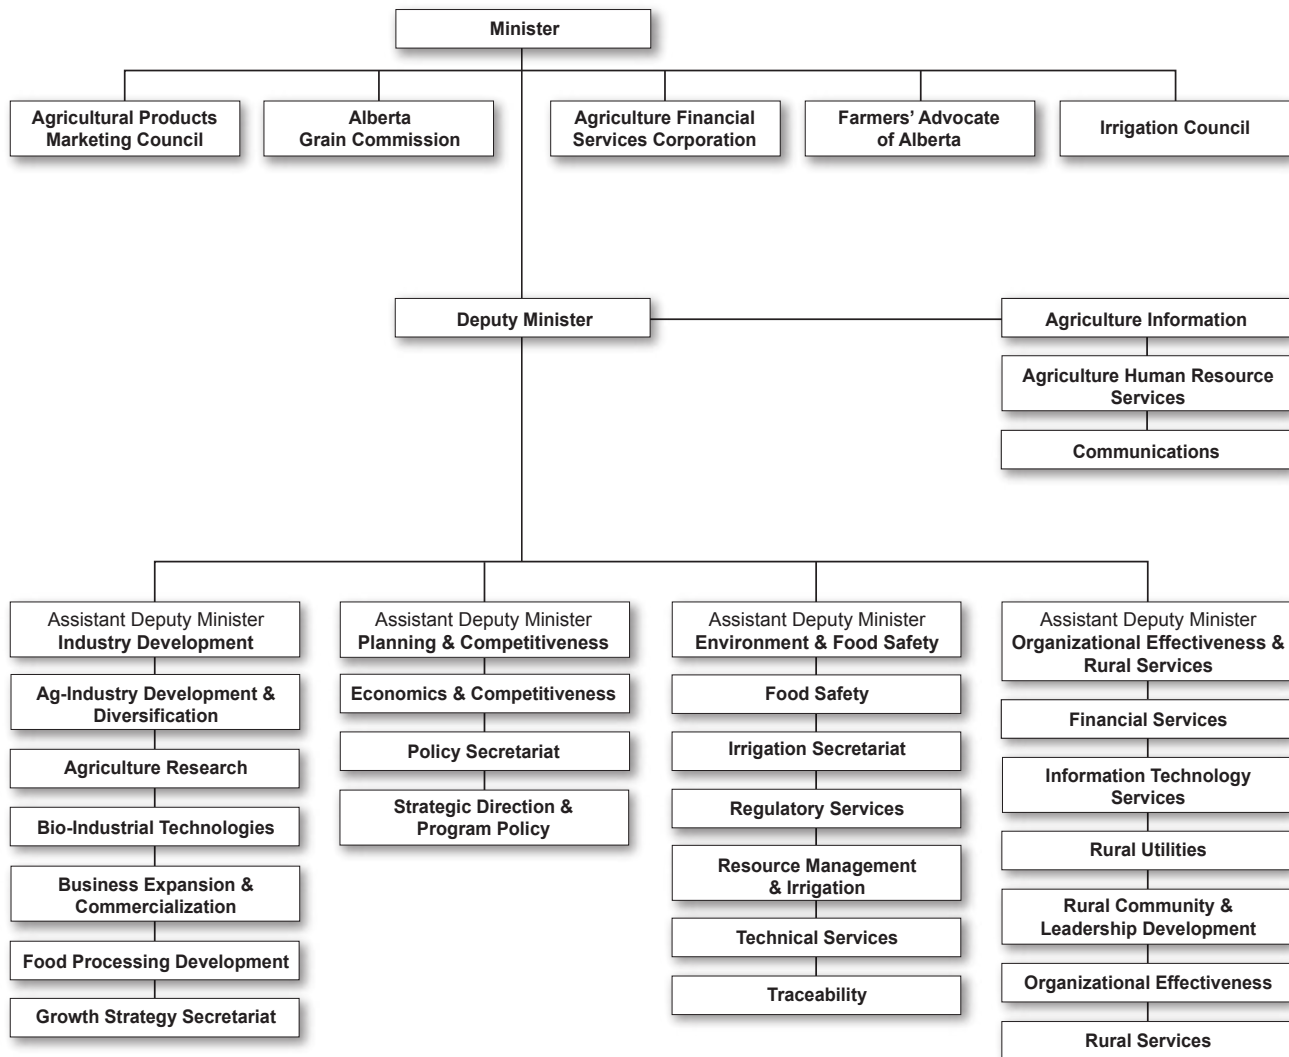 Minister
Agricultural Products
Marketing Council
Alberta
Grain Commission
Agriculture Financial
Services Corporation
Farmers’ Advocate
of Alberta
Irrigation Council
Deputy Minister
Agriculture Information
Agriculture Human Resource
Services
Communications
Assistant Deputy Minister
Industry Development
Ag-Industry Development &
Diversification
Agriculture Research
Bio-Industrial Technologies
Business Expansion &
Commercialization
Food Processing Development
Growth Strategy Secretariat
Assistant Deputy Minister
Planning & Competitiveness
Economics & Competitiveness
Policy Secretariat
Strategic Direction &
Program Policy
Assistant Deputy Minister
Environment & Food Safety
Food Safety
Irrigation Secretariat
Regulatory Services
Resource Management
& Irrigation
Technical Services
Traceability
Assistant Deputy Minister
Organizational Effectiveness &
Rural Services
Financial Services
Information Technology
Services
Rural Utilities
Rural Community &
Leadership Development
Organizational Effectiveness
Rural Services